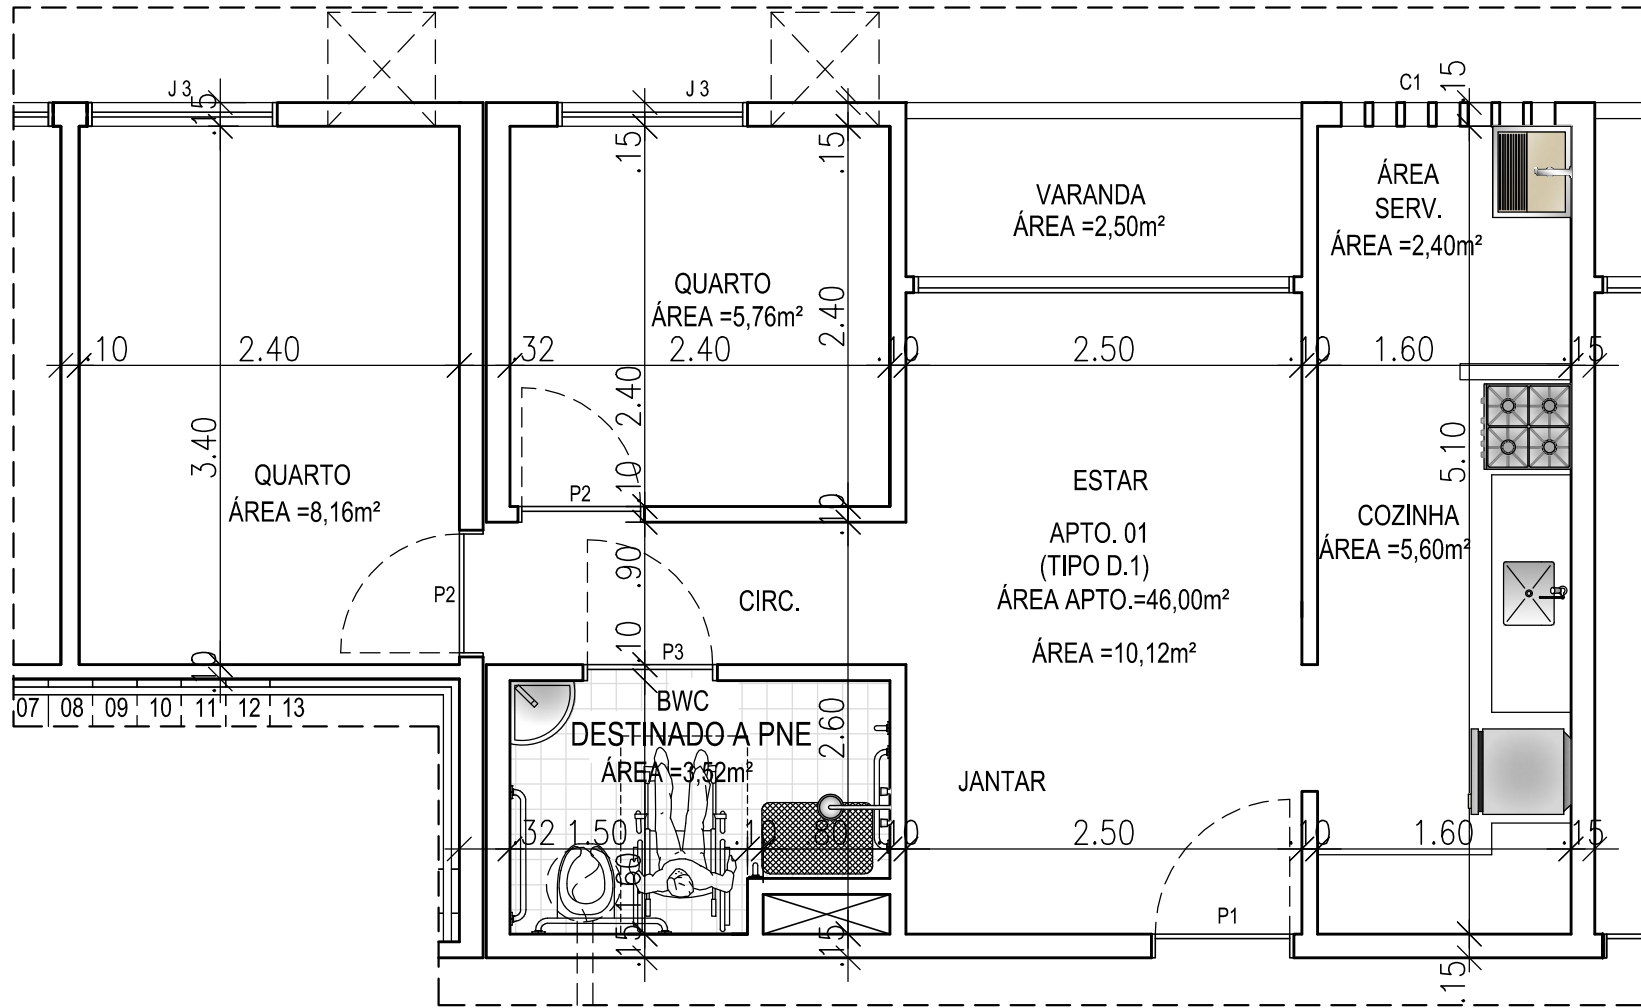 J 3
J 3
C1
.15
.15
.15
.15
VARANDA
ÁREA =2,50m²
ÁREA
SERV.
ÁREA =2,40m²
QUARTO
ÁREA =5,76m²
2.40
.10
2.40
.32
2.40
.10
2.50
.10
1.60
.15
2.40
3.40
5.10
QUARTO
ÁREA =8,16m²
ESTAR
.10
P2
.10
APTO. 01
(TIPO D.1)
ÁREA APTO.=46,00m²
ÁREA =10,12m²
COZINHA
ÁREA =5,60m²
.90
P2
CIRC.
.10
P3
.10
07 08 09 10 11 12 13
BWC
DESTINADO A PNE
ÁREA =3,52m²
2.60
JANTAR
.32
1.50
.10
.80
.10
2.50
.10
1.60
.15
P1
.15
.15
.15